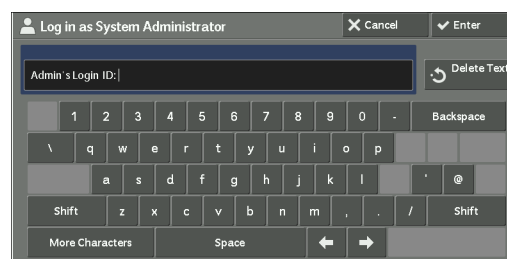 Log in as System Administrator Cancel Enter
Admin's Login ID: Delete Text
1 2 3 4 5 6 7 8 9 0 - Backspace
\ q w e r t y u i o p
a s d f g h j k l ' @
Shift z x c v b n m , . / Shift
More Characters Space